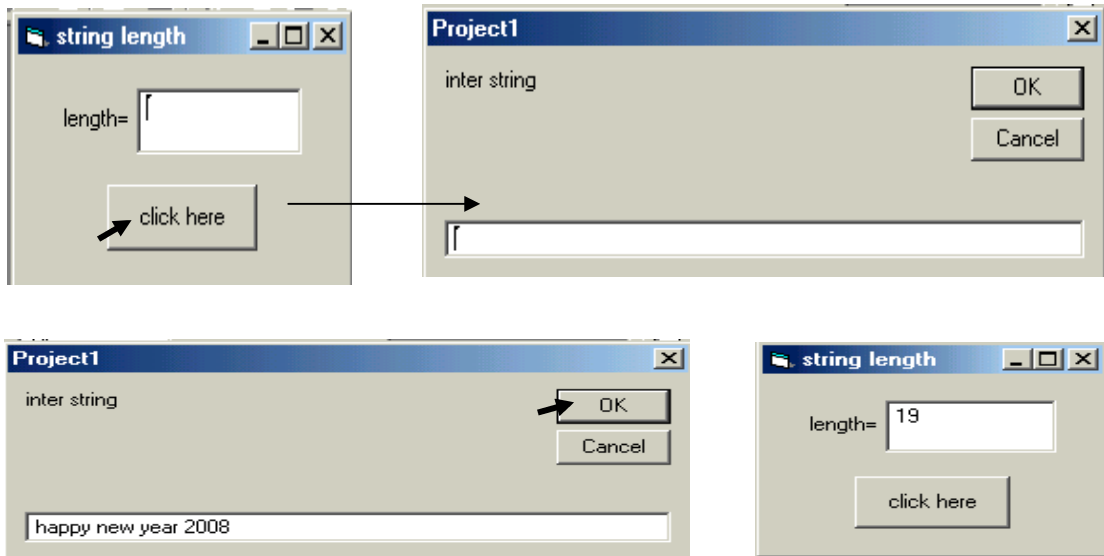 string length
length=
click here
Project1
inter string
OK
Cancel
Project1
inter string
OK
Cancel
happy new year 2008
string length
length= 19
click here